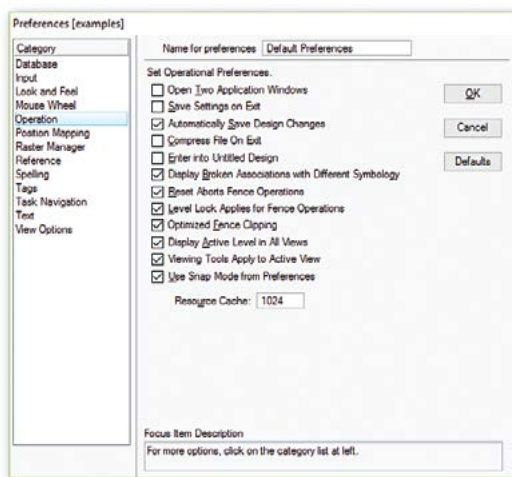 Preferences [examples]
Category
Database
Input
Look and Feel
Mouse Wheel
Operation
Position Mapping
Raster Manager
Reference
Spelling
Tags
Task Navigation
Text
View Options
Name for preferences Default Preferences
Set Operational Preferences.
Open Two Application Windows
Save Settings on Exit
Automatically Save Design Changes
Compress File On Exit
Enter into Untitled Design
Display Broken Associations with Different Symbology
Reset Aborts Fence Operations
Level Lock Applies for Fence Operations
Optimized Fence Clipping
Display Active Level in All Views
Viewing Tools Apply to Active View
Use Snap Mode from Preferences
Resource Cache: 1024
OK
Cancel
Defaults
Focus Item Description
For more options, click on the category list at left.